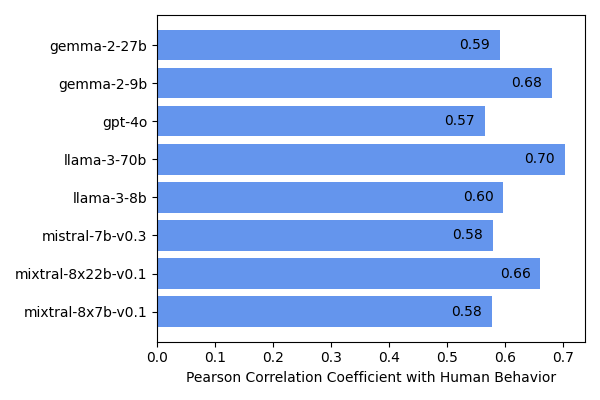 gemma-2-27b 0.59
gemma-2-9b 0.68
gpt-4o 0.57
llama-3-70b 0.70
llama-3-8b 0.60
mistral-7b-v0.3 0.58
mixtral-8x22b-v0.1 0.66
mixtral-8x7b-v0.1 0.58
0.0 0.1 0.2 0.3 0.4 0.5 0.6 0.7
Pearson Correlation Coefficient with Human Behavior